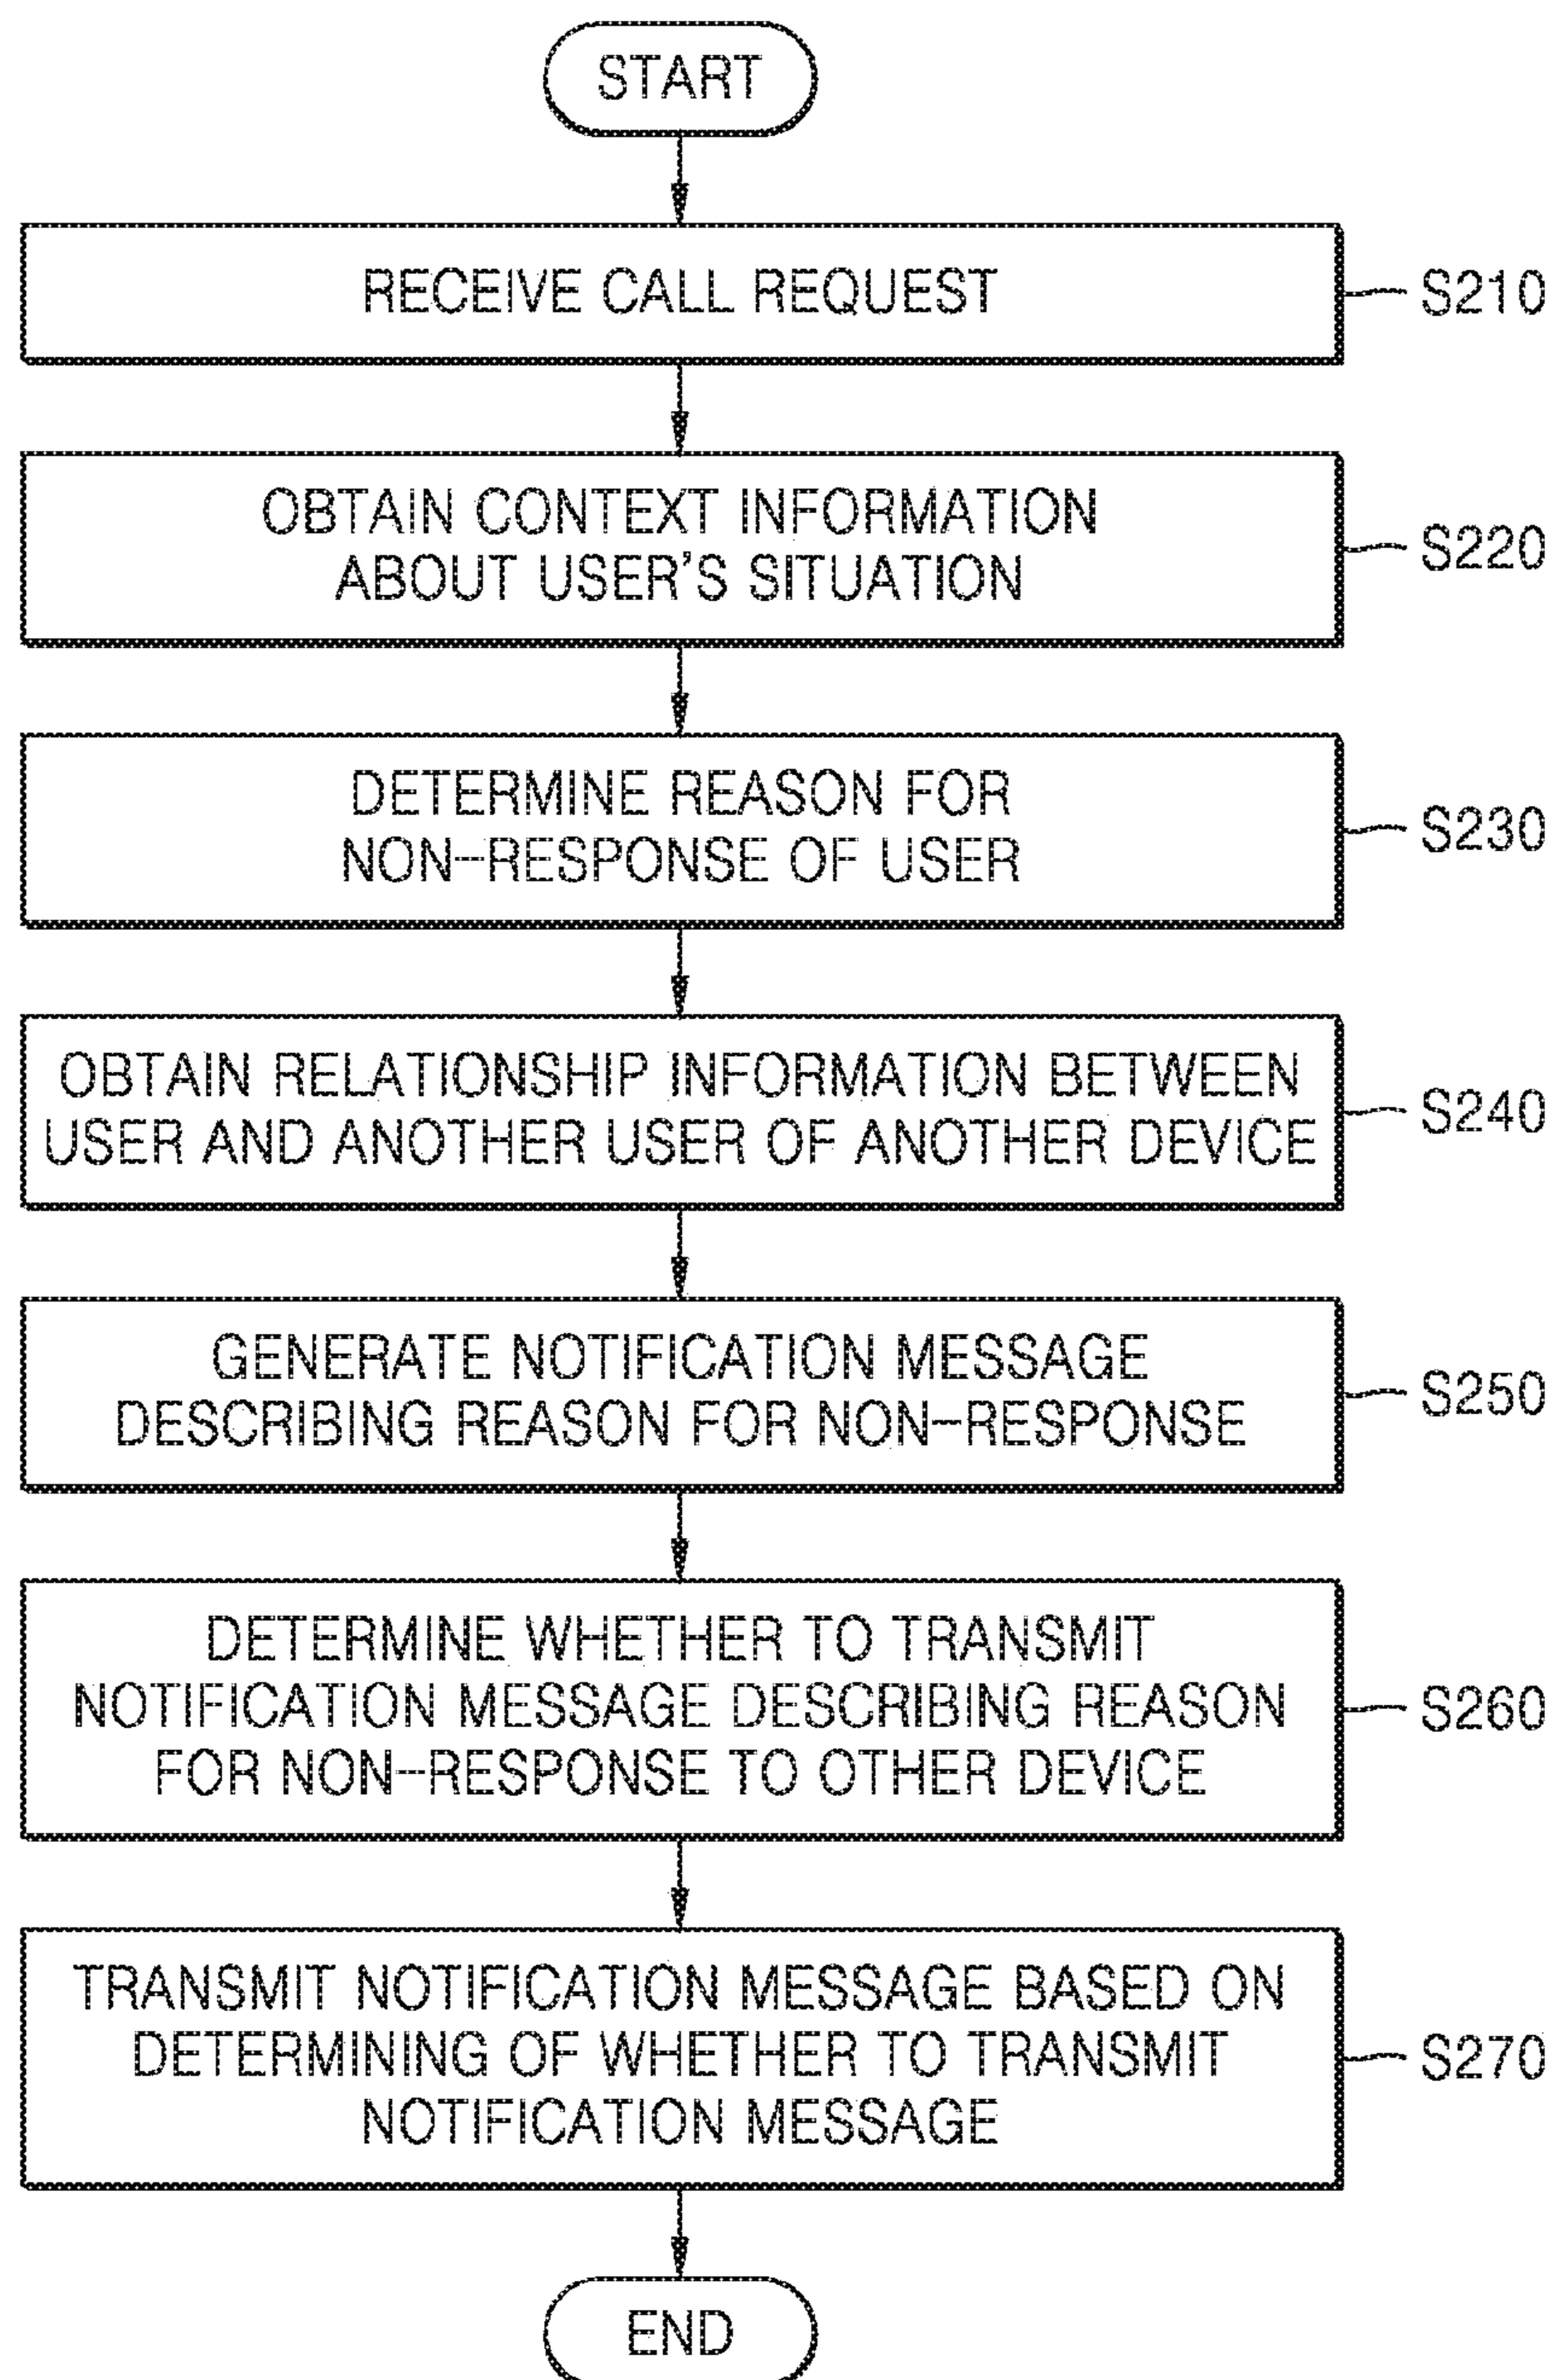 START
RECEIVE CALL REQUEST
S210
OBTAIN CONTEXT INFORMATION
ABOUT USER'S SITUATION
S220
DETERMINE REASON FOR
NON-RESPONSE OF USER
S230
OBTAIN RELATIONSHIP INFORMATION BETWEEN
USER AND ANOTHER USER OF ANOTHER DEVICE
S240
GENERATE NOTIFICATION MESSAGE
DESCRIBING REASON FOR NON-RESPONSE
S250
DETERMINE WHETHER TO TRANSMIT
NOTIFICATION MESSAGE DESCRIBING REASON
FOR NON-RESPONSE TO OTHER DEVICE
S260
TRANSMIT NOTIFICATION MESSAGE BASED ON
DETERMINING OF WHETHER TO TRANSMIT
NOTIFICATION MESSAGE
S270
END